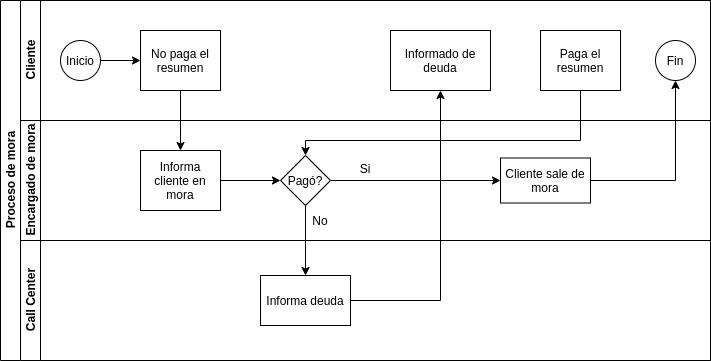 Proceso de mora
Cliente
Inicio
No paga el
resumen
Informado de
deuda
Paga el
resumen
Fin
Encargado de mora
Informa
cliente en
mora
Pagó?
Si
No
Cliente sale de
mora
Call Center
Informa deuda